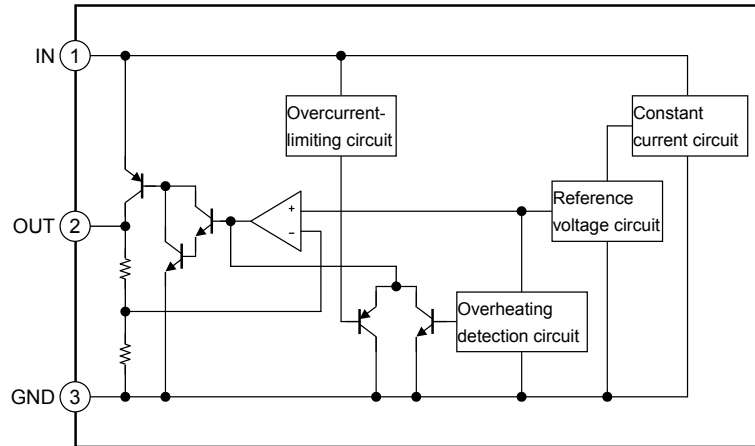 IN 1
Overcurrent-
limiting circuit
Constant
current circuit
Reference
voltage circuit
OUT 2
+
−
Overheating
detection circuit
GND 3